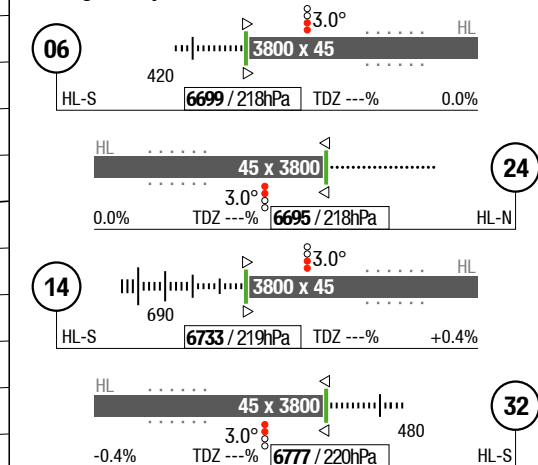 3.0° HL
06 3800 x 45
420
HL-S 6699 / 218hPa TDZ ---% 0.0%
HL
45 x 3800 24
3.0°
0.0% TDZ ---% 6695 / 218hPa HL-N
3.0° HL
14 3800 x 45
690
HL-S 6733 / 219hPa TDZ ---% +0.4%
HL
45 x 3800 32
3.0° 480
-0.4% TDZ ---% 6777 / 220hPa HL-S